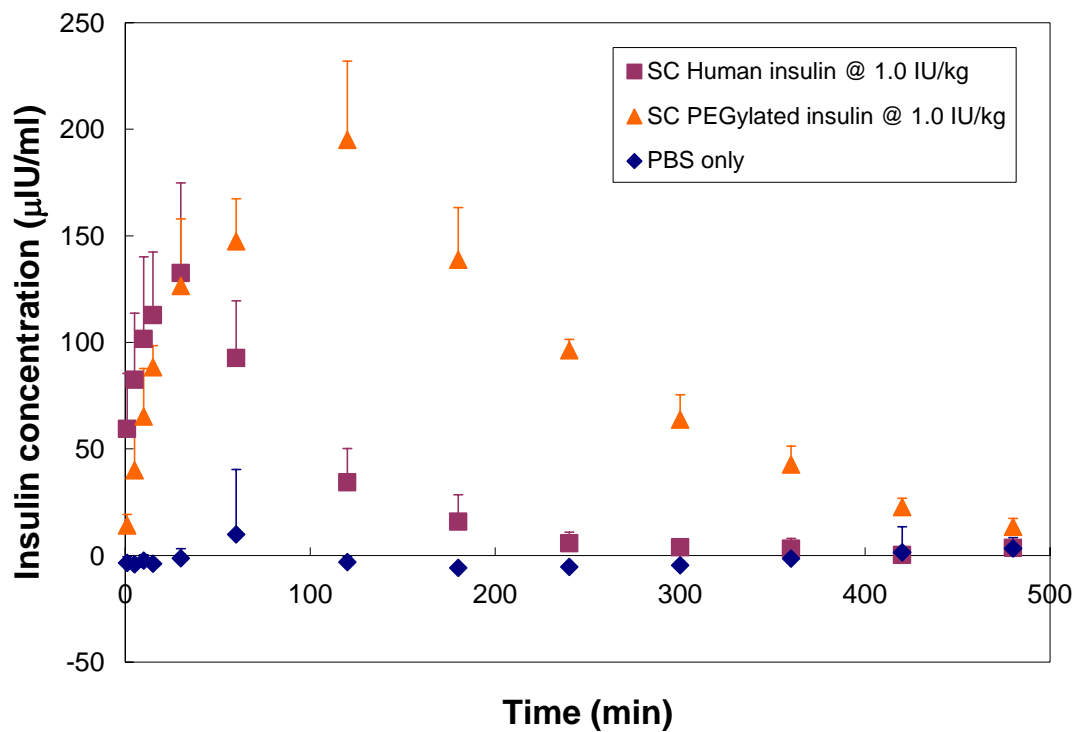 250
200
150
100
50
0
-50
0
100
200
300
400
500
Insulin concentration (μIU/ml)
Time (min)
SC Human insulin @ 1.0 IU/kg
SC PEGylated insulin @ 1.0 IU/kg
PBS only